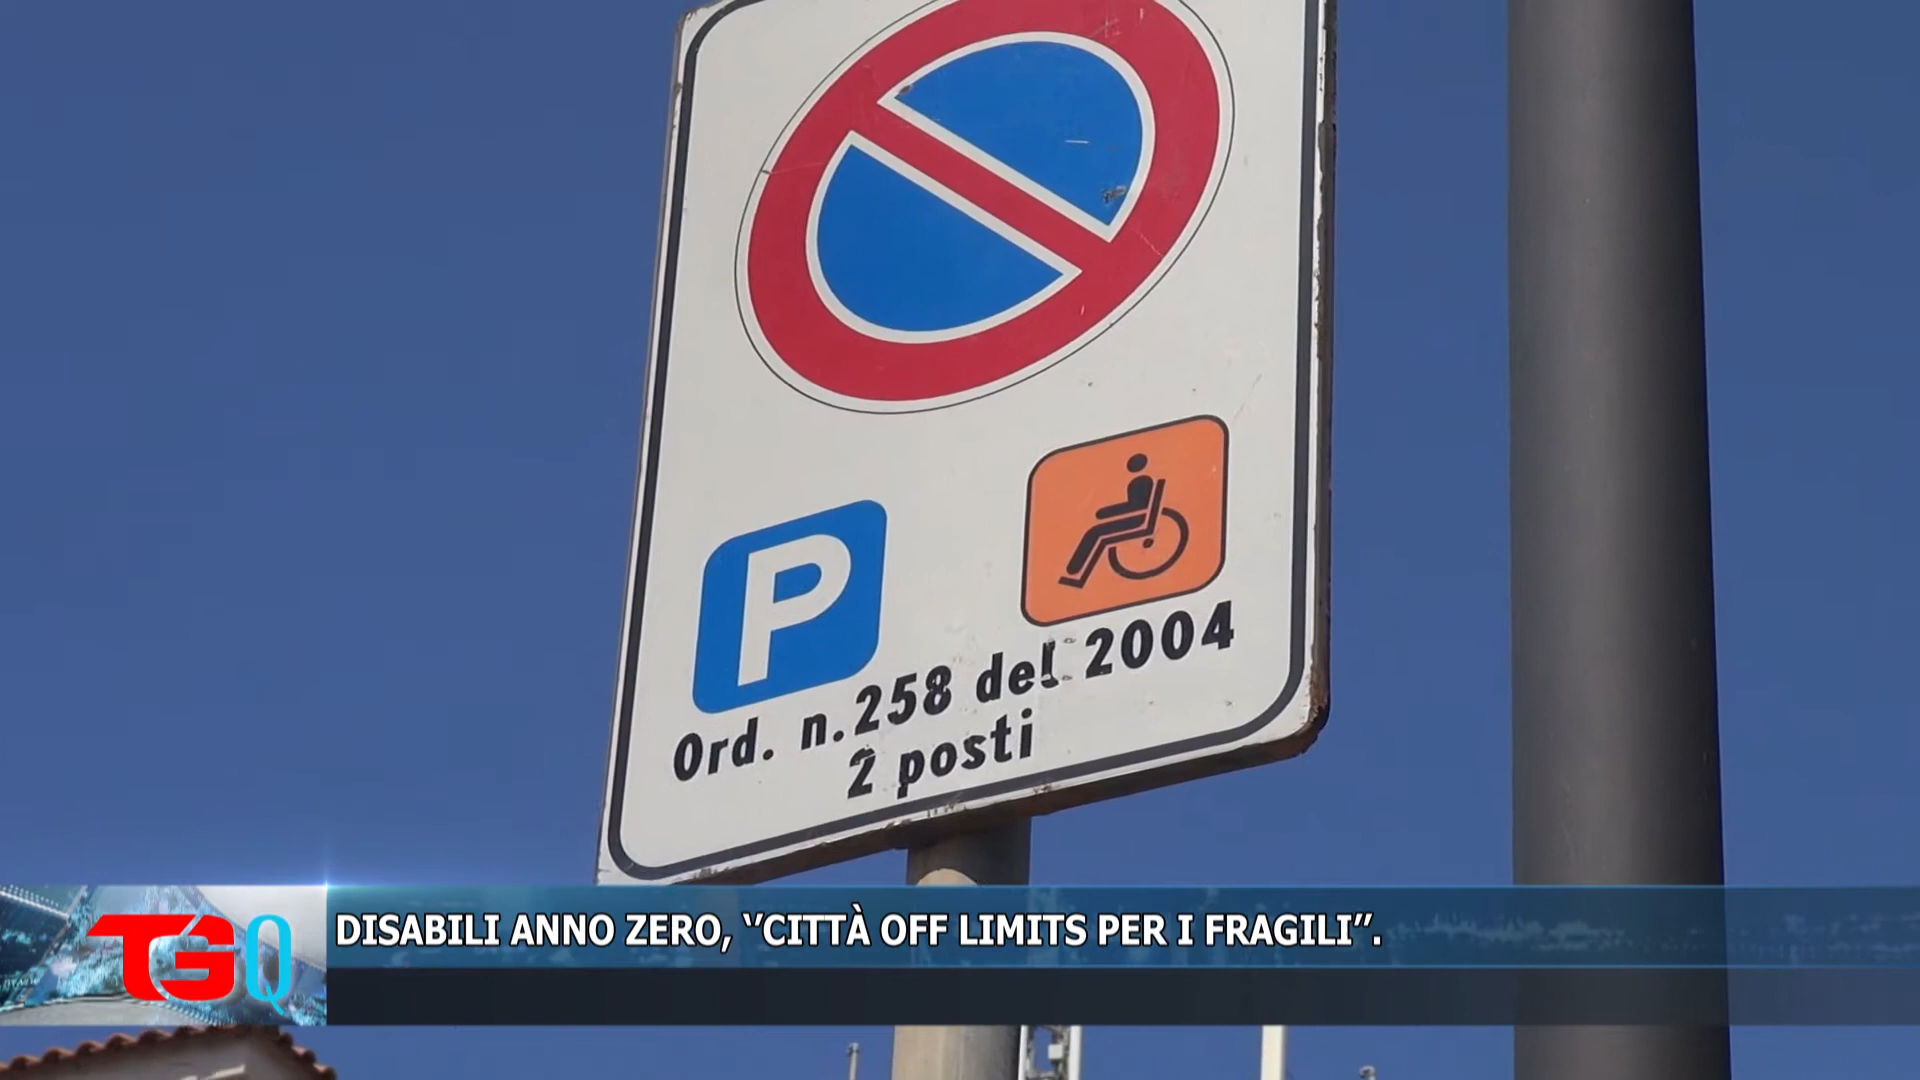 P
Ord. n.258 del 2004
2 posti
TGQ
DISABILI ANNO ZERO, “CITTÀ OFF LIMITS PER I FRAGILI”.